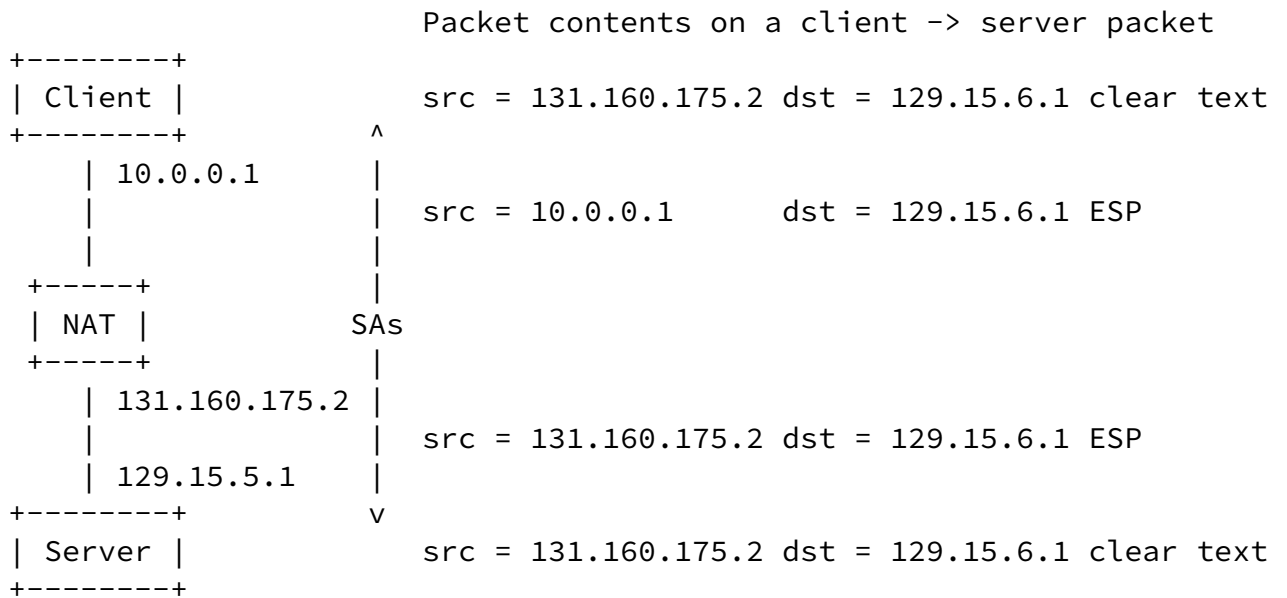 Packet contents on a client -> server packet
+--------+
| Client | src = 131.160.175.2 dst = 129.15.6.1 clear text
+--------+ ^
| 10.0.0.1 |
| | src = 10.0.0.1 dst = 129.15.6.1 ESP
| |
+-----+ |
| NAT | SAs
+-----+ |
| 131.160.175.2 |
| | src = 131.160.175.2 dst = 129.15.6.1 ESP
| 129.15.5.1 |
+--------+ v
| Server | src = 131.160.175.2 dst = 129.15.6.1 clear text
+--------+